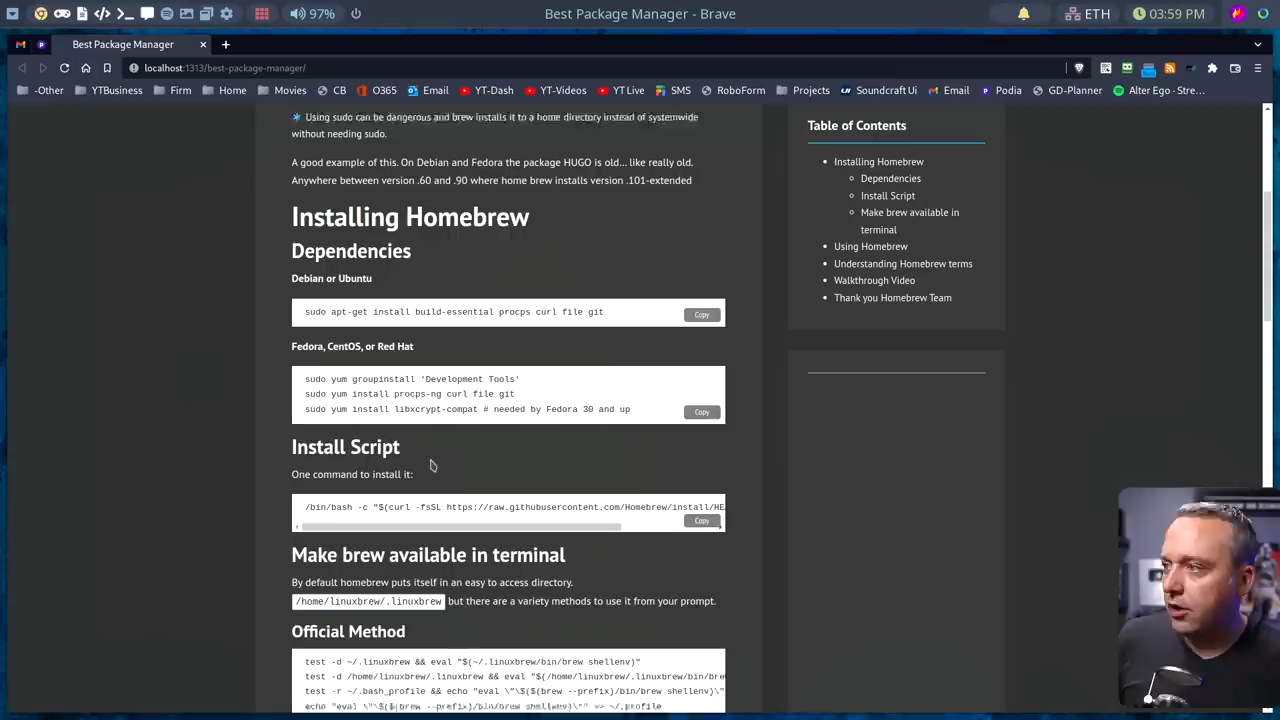 97%
Best Package Manager - Brave
ETH
03:59 PM
Best Package Manager
localhost:1313/best-package-manager/
-Other
YTBusiness
Firm
Home
Movies
CB
O365
Email
YT-Dash
YT-Videos
YT Live
SMS
RoboForm
Projects
Soundcraft Ui
Email
Podia
GD-Planner
Alter Ego - Stre…
Using sudo can be dangerous and brew installs it to a home directory instead of systemwide
without needing sudo.
A good example of this. On Debian and Fedora the package HUGO is old… like really old.
Anywhere between version .60 and .90 where home brew installs version .101-extended
Installing Homebrew
Dependencies
Debian or Ubuntu
sudo apt-get install build-essential procps curl file git
Copy
Fedora, CentOS, or Red Hat
sudo yum groupinstall 'Development Tools'
sudo yum install procps-ng curl file git
sudo yum install libxcrypt-compat # needed by Fedora 30 and up
Copy
Install Script
One command to install it:
/bin/bash -c "$(curl -fsSL https://raw.githubusercontent.com/Homebrew/install/HE
Copy
Make brew available in terminal
By default homebrew puts itself in an easy to access directory.
/home/linuxbrew/.linuxbrew but there are a variety methods to use it from your prompt.
Official Method
test -d ~/.linuxbrew && eval "$(~/.linuxbrew/bin/brew shellenv)"
test -d /home/linuxbrew/.linuxbrew && eval "$(/home/linuxbrew/.linuxbrew/bin/bre
test -r ~/.bash_profile && echo "eval \"\$($(brew --prefix)/bin/brew shellenv)\"
echo "eval \"\$($(brew --prefix)/bin/brew shellenv)\"" >> ~/.profile
Table of Contents
Installing Homebrew
Dependencies
Install Script
Make brew available in
terminal
Using Homebrew
Understanding Homebrew terms
Walkthrough Video
Thank you Homebrew Team